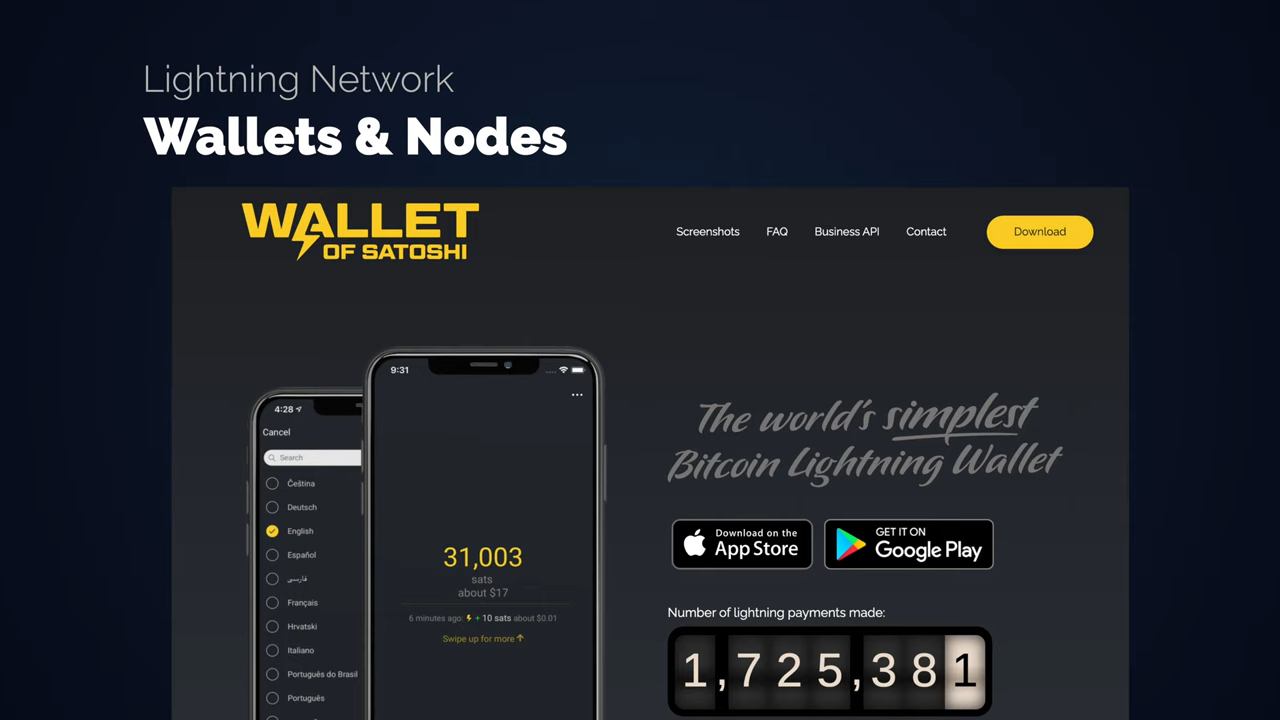 Lightning Network
Wallets & Nodes
WALLET
OF SATOSHI
Screenshots
FAQ
Business API
Contact
Download
4:28
Cancel
Search
Čeština
Deutsch
English
Español
فارسی
Français
Hrvatski
Italiano
Português do Brasil
Português
9:31
31,003
sats
about $17
6 minutes ago: + 10 sats about $0.01
Swipe up for more
The world's simplest
Bitcoin Lightning Wallet
Download on the
App Store
GET IT ON
Google Play
Number of lightning payments made:
1,725,381